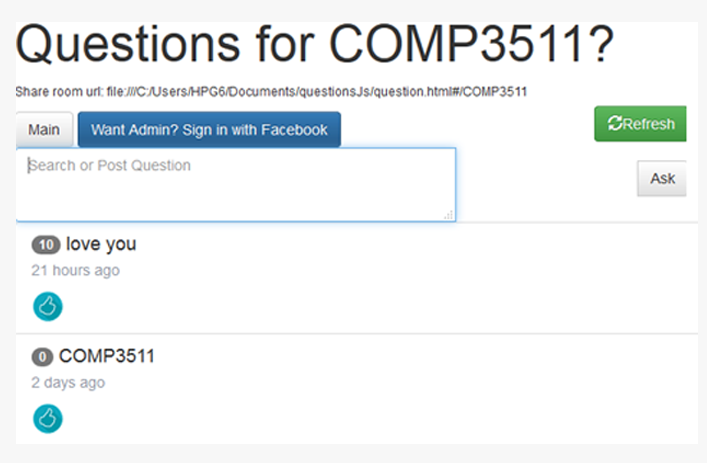 Questions for COMP3511?
Share room url: file:///C:/Users/HPG6/Documents/questionsJs/question.html#/COMP3511
Main
Want Admin? Sign in with Facebook
Refresh
Search or Post Question
Ask
10 love you
21 hours ago
0 COMP3511
2 days ago